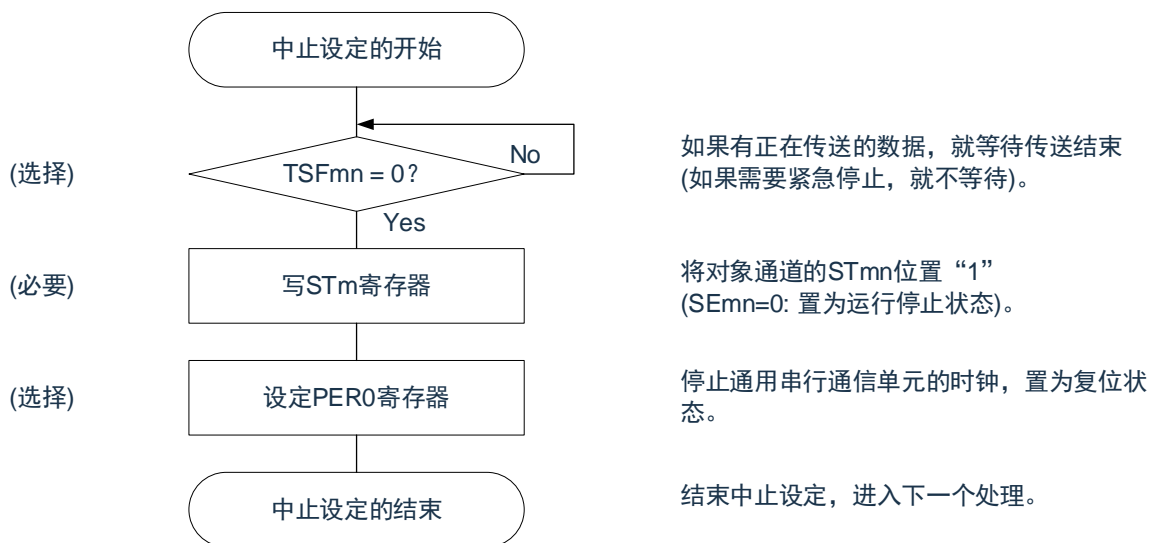 中止设定的开始
(选择)
TSFmn = 0?
No
Yes
如果有正在传送的数据，就等待传送结束
(如果需要紧急停止，就不等待)。
(必要)
写STm寄存器
将对象通道的STmn位置“1”
(SEmn=0: 置为运行停止状态)。
(选择)
设定PER0寄存器
停止通用串行通信单元的时钟，置为复位状
态。
中止设定的结束
结束中止设定，进入下一个处理。